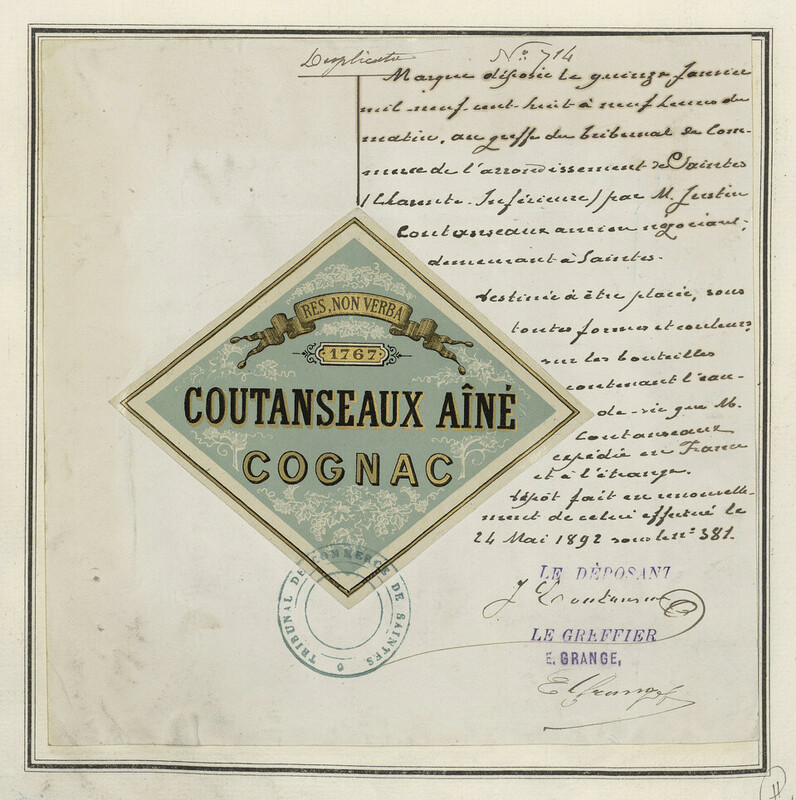 Duplicata
N° 714
Marque déposée le quinze Janvier
mil-neuf-cent-huit à neuf heures du
matin, au greffe du tribunal de Com-
merce de l'arrondissement de Saintes
(Charente-Inférieure) par M. Justin
Coutanseaux ancien négociant,
demeurant à Saintes.
destinée à être placée, sous
toutes formes et couleurs,
sur les bouteilles
contenant l'eau-
de-vie que M.
Coutanseaux
expédie en France
et à l'étranger.
dépôt fait en renouvelle-
ment de celui effectué le
24 Mai 1892 sous le n° 381.
RES, NON VERBA
1767
COUTANSEAUX AÎNÉ
COGNAC
TRIBUNAL DE COMMERCE DE SAINTES
LE DÉPOSANT
J Coutanseaux
LE GREFFIER
E. GRANGE,
E Grange